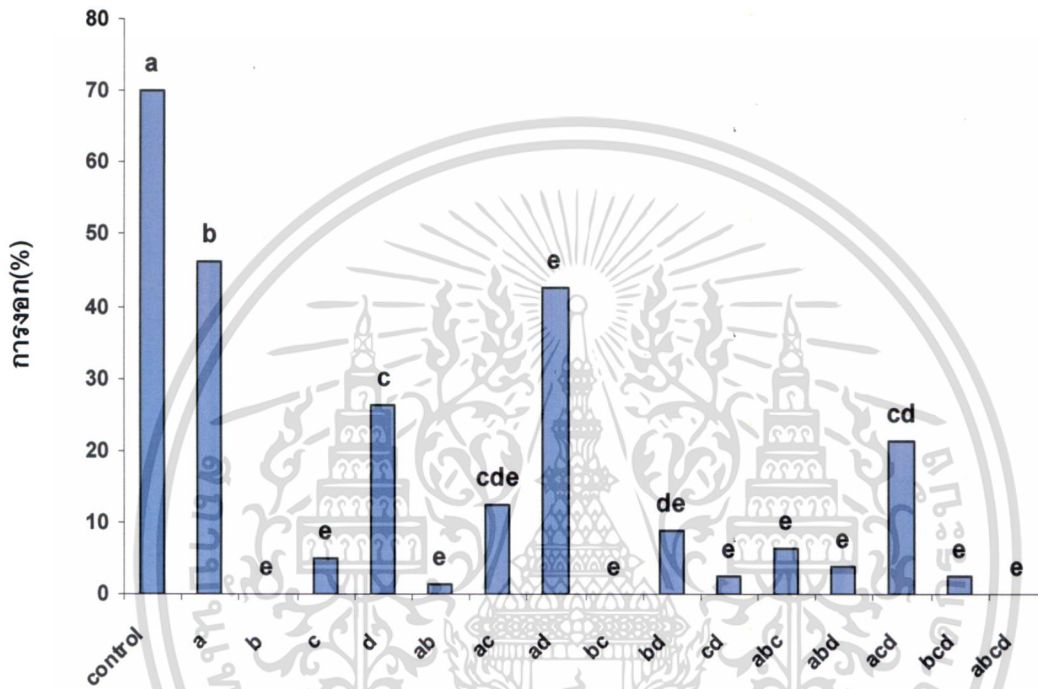 80
70
60
50
40
30
20
10
0
การงอก(%)
a
b
e
e
c
e
cde
e
e
de
e
e
e
cd
e
e
control
a
b
c
d
ab
ac
ad
bc
bd
cd
abc
abd
acd
bcd
abcd